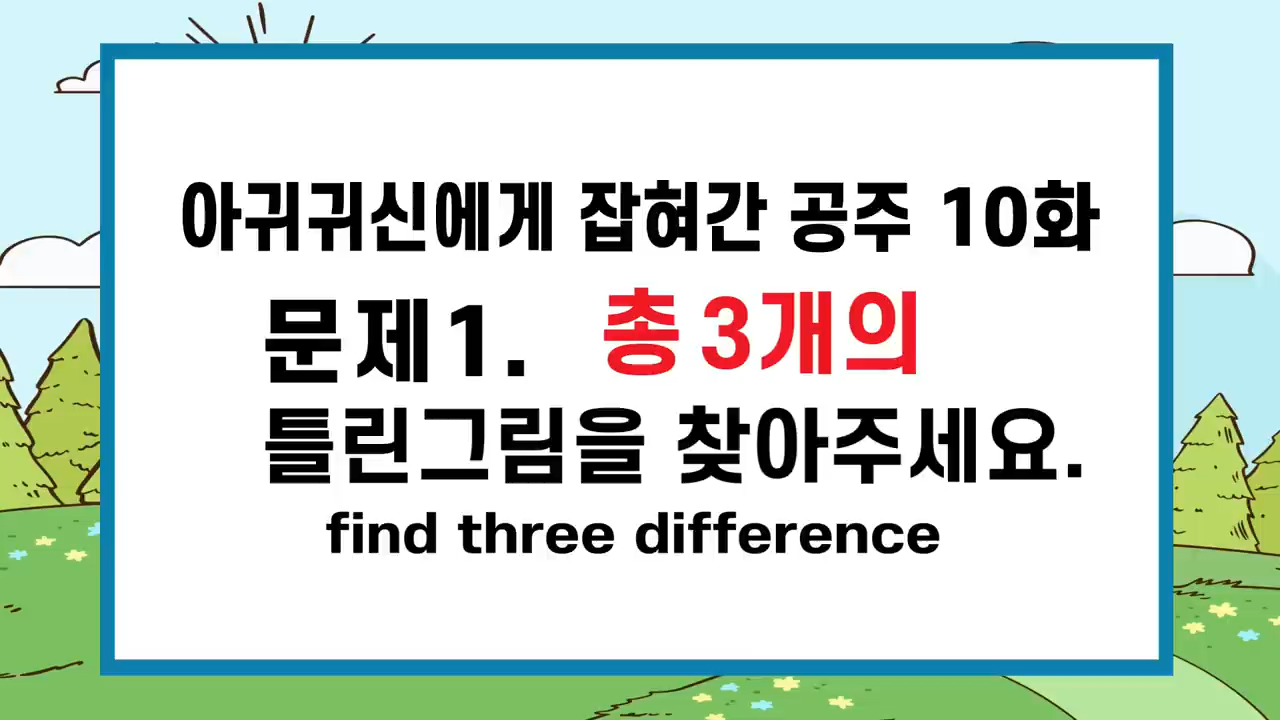 아귀귀신에게 잡혀간 공주 10화
문제1. 총 3개의
틀린그림을 찾아주세요.
find three difference